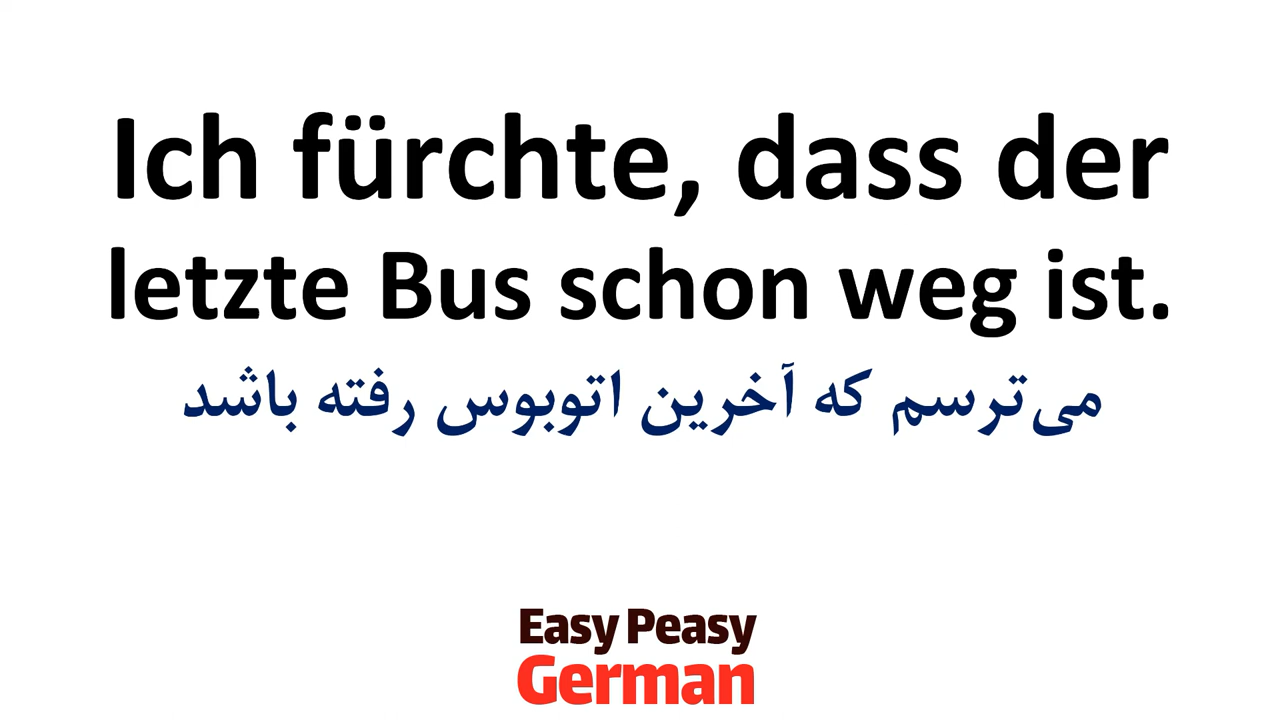 Ich fürchte, dass der
letzte Bus schon weg ist.
می‌ترسم که آخرین اتوبوس رفته باشد
Easy Peasy
German